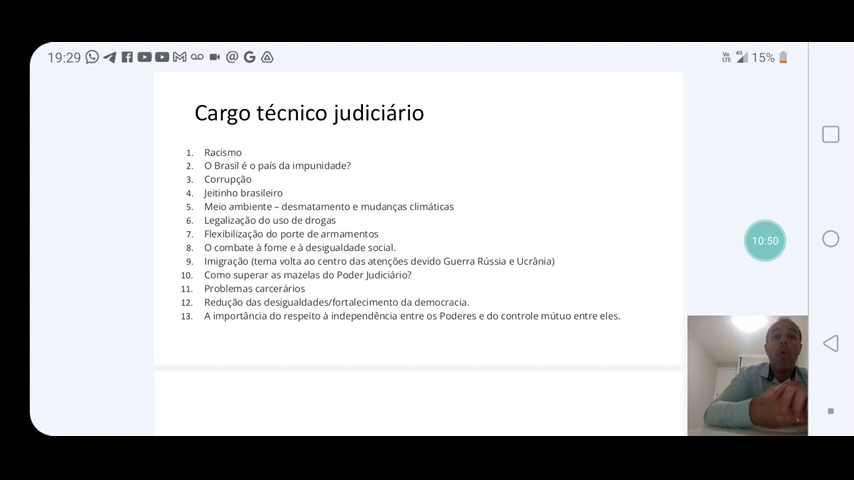 19:29
Vo LTE 4G 15%
Cargo técnico judiciário
1. Racismo
2. O Brasil é o país da impunidade?
3. Corrupção
4. Jeitinho brasileiro
5. Meio ambiente – desmatamento e mudanças climáticas
6. Legalização do uso de drogas
7. Flexibilização do porte de armamentos
8. O combate à fome e à desigualdade social.
9. Imigração (tema volta ao centro das atenções devido Guerra Rússia e Ucrânia)
10. Como superar as mazelas do Poder Judiciário?
11. Problemas carcerários
12. Redução das desigualdades/fortalecimento da democracia.
13. A importância do respeito à independência entre os Poderes e do controle mútuo entre eles.
10:50